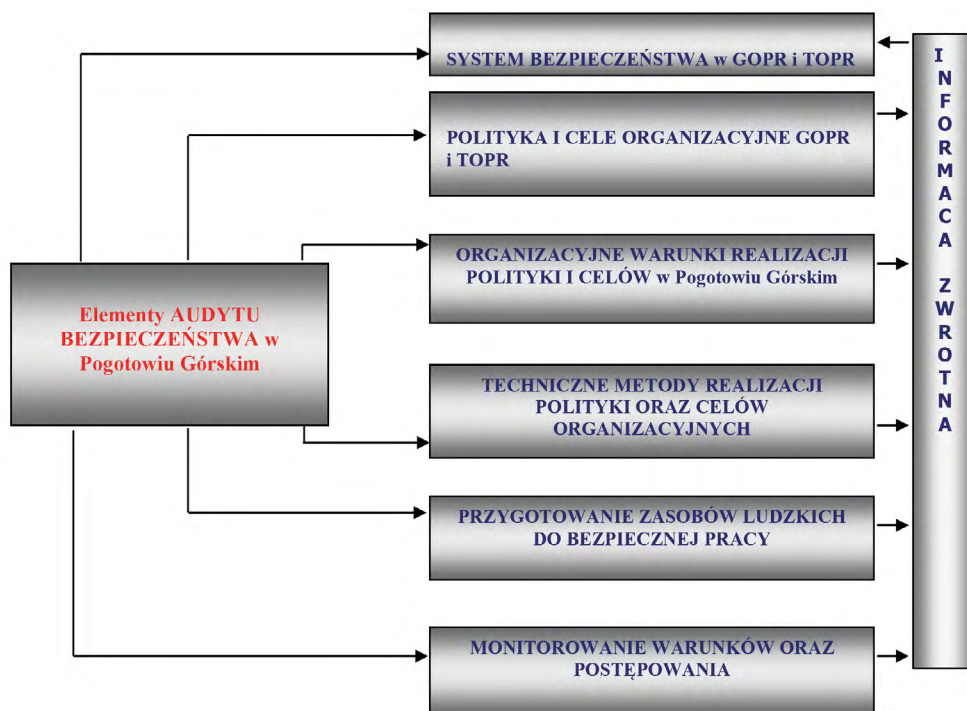 SYSTEM BEZPIECZEŃSTWA w GOPR i TOPR
POLITYKA I CELE ORGANIZACYJNE GOPR
i TOPR
ORGANIZACYJNE WARUNKI REALIZACJI
POLITYKI I CELÓW w Pogotowiu Górskim
Elementy AUDYTU
BEZPIECZEŃSTWA w
Pogotowiu Górskim
TECHNICZNE METODY REALIZACJI
POLITYKI ORAZ CELÓW
ORGANIZACYJNYCH
PRZYGOTOWANIE ZASOBÓW LUDZKICH
DO BEZPIECZNEJ PRACY
MONITOROWANIE WARUNKÓW ORAZ
POSTĘPOWANIA
INFORMACA ZWROTNA